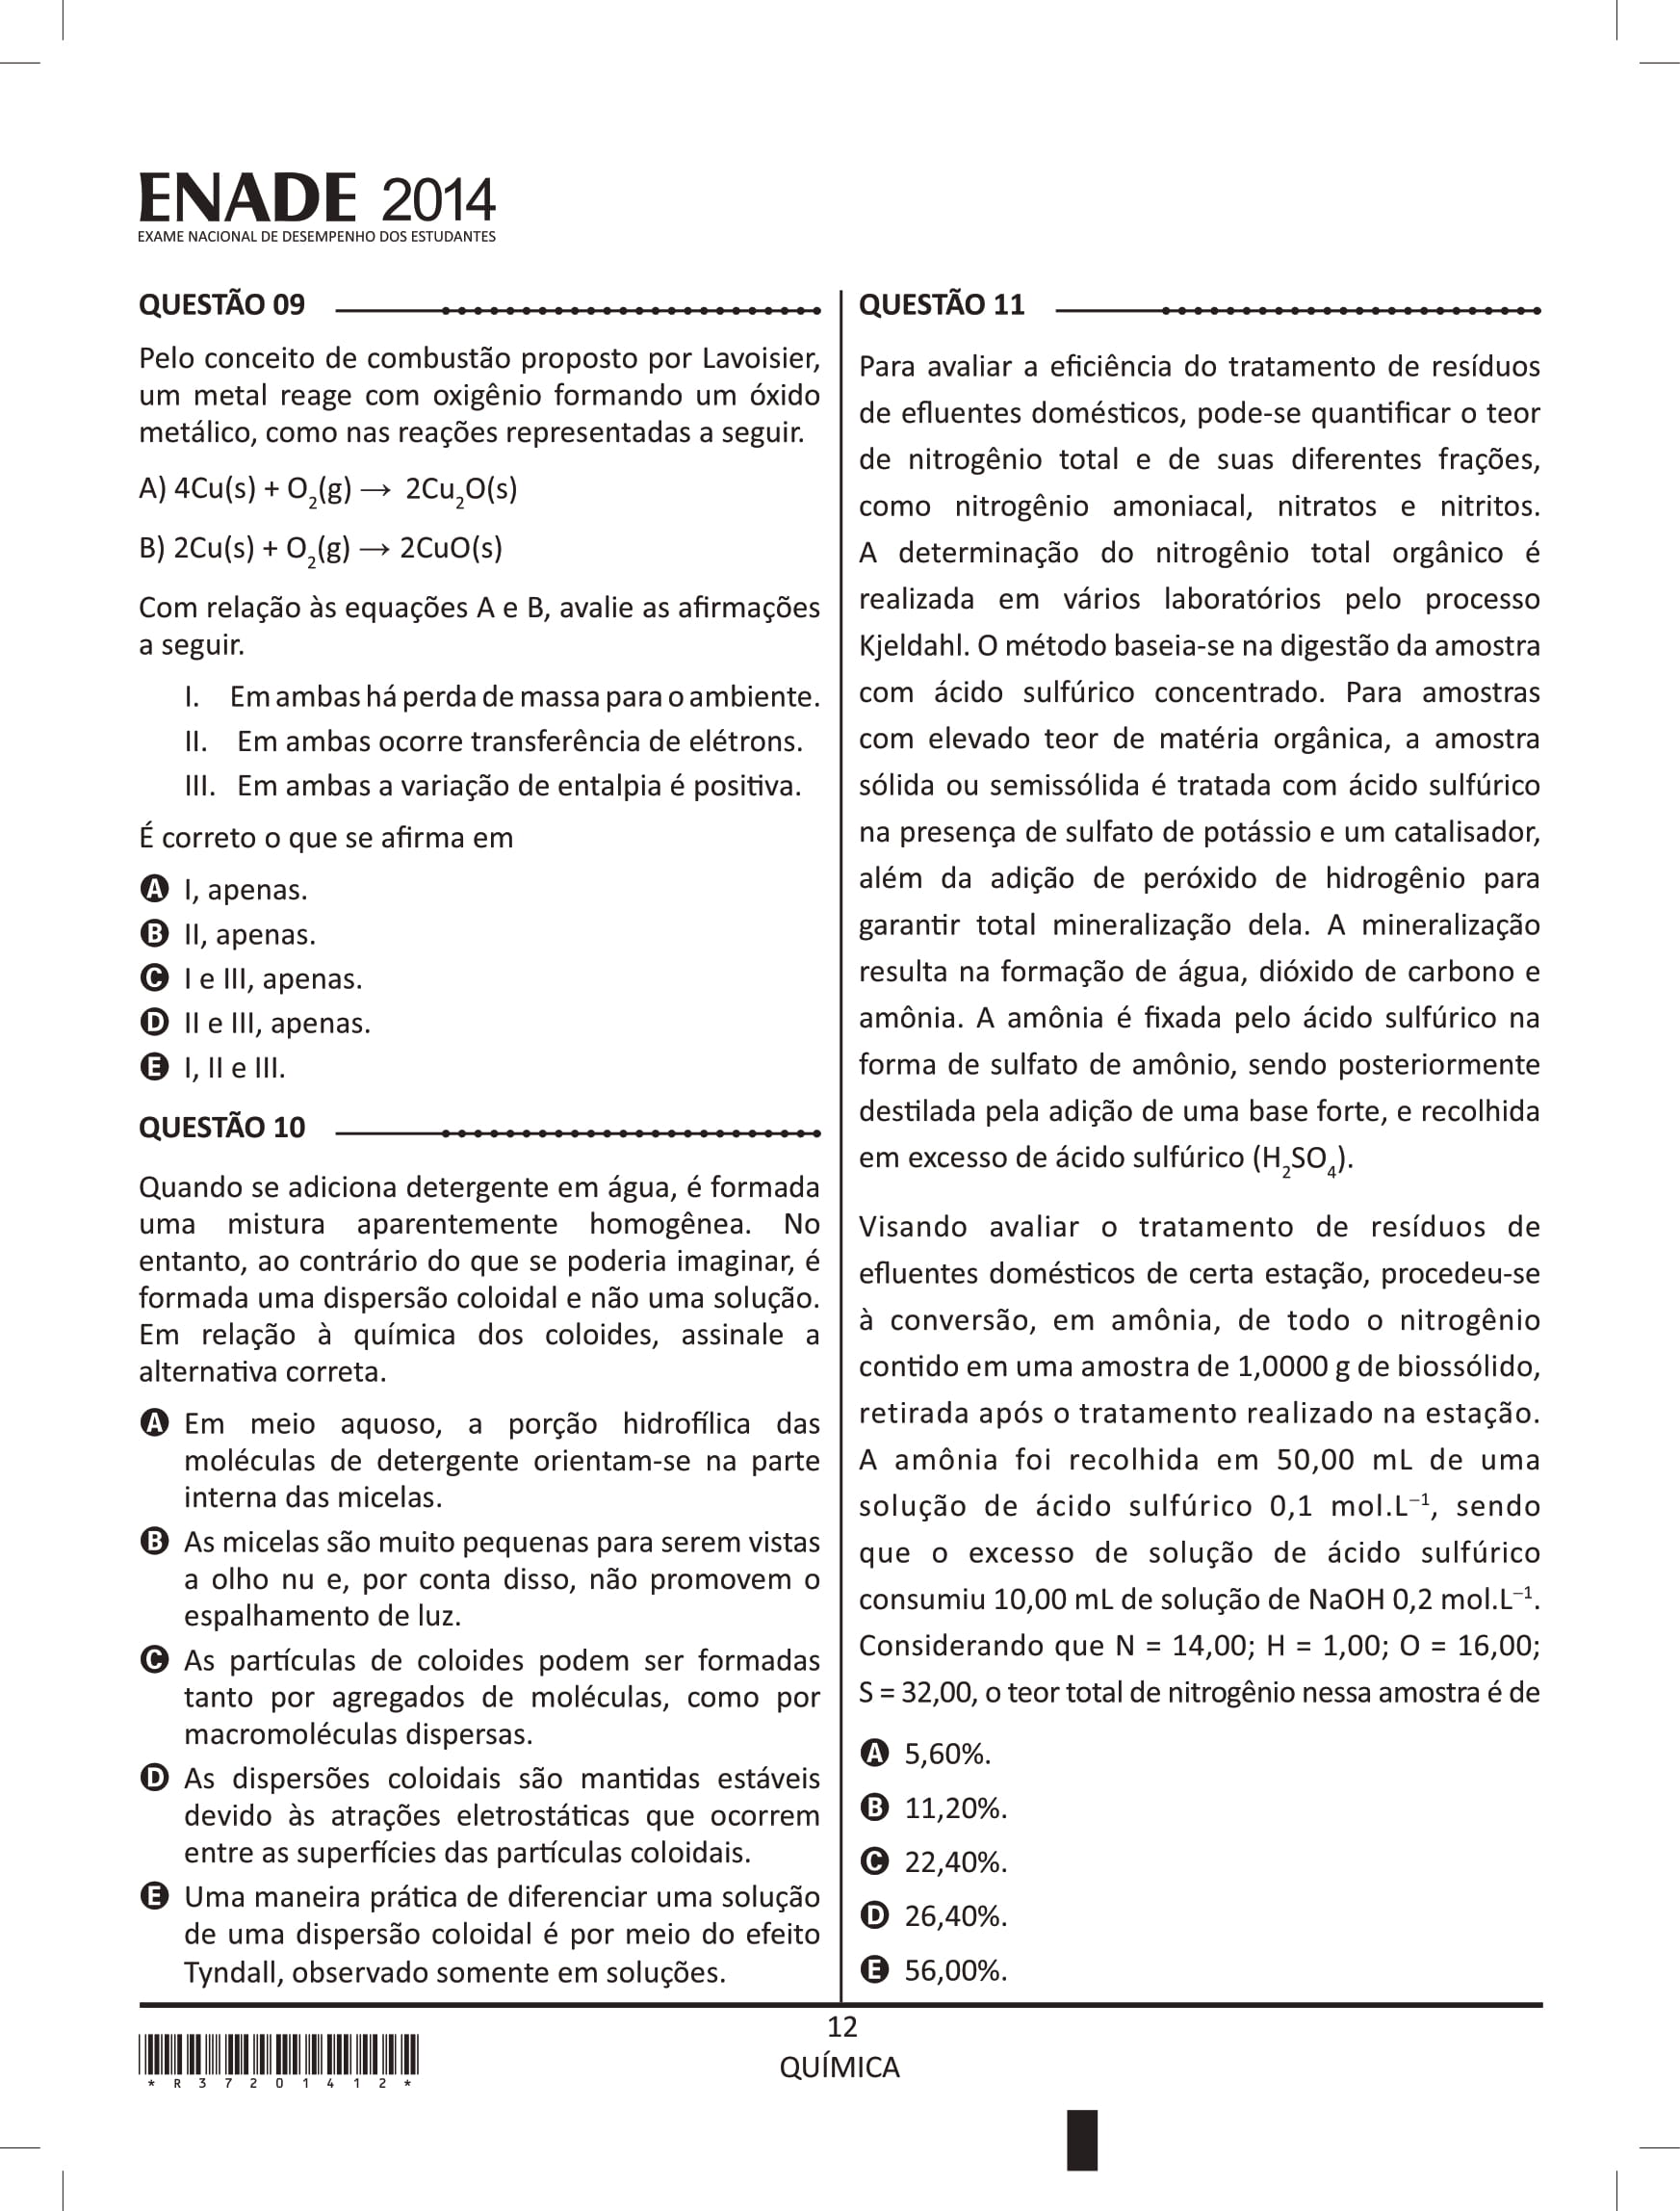 ENADE 2014
EXAME NACIONAL DE DESEMPENHO DOS ESTUDANTES
QUESTÃO 09
Pelo conceito de combustão proposto por Lavoisier,
um metal reage com oxigênio formando um óxido
metálico, como nas reações representadas a seguir.
A) 4Cu(s) + O₂(g) → 2Cu₂O(s)
B) 2Cu(s) + O₂(g) → 2CuO(s)
Com relação às equações A e B, avalie as afirmações
a seguir.
I. Em ambas há perda de massa para o ambiente.
II. Em ambas ocorre transferência de elétrons.
III. Em ambas a variação de entalpia é positiva.
É correto o que se afirma em
A I, apenas.
B II, apenas.
C I e III, apenas.
D II e III, apenas.
E I, II e III.
QUESTÃO 10
Quando se adiciona detergente em água, é formada
uma mistura aparentemente homogênea. No
entanto, ao contrário do que se poderia imaginar, é
formada uma dispersão coloidal e não uma solução.
Em relação à química dos coloides, assinale a
alternativa correta.
A Em meio aquoso, a porção hidrofílica das
moléculas de detergente orientam-se na parte
interna das micelas.
B As micelas são muito pequenas para serem vistas
a olho nu e, por conta disso, não promovem o
espalhamento de luz.
C As partículas de coloides podem ser formadas
tanto por agregados de moléculas, como por
macromoléculas dispersas.
D As dispersões coloidais são mantidas estáveis
devido às atrações eletrostáticas que ocorrem
entre as superfícies das partículas coloidais.
E Uma maneira prática de diferenciar uma solução
de uma dispersão coloidal é por meio do efeito
Tyndall, observado somente em soluções.
QUESTÃO 11
Para avaliar a eficiência do tratamento de resíduos
de efluentes domésticos, pode-se quantificar o teor
de nitrogênio total e de suas diferentes frações,
como nitrogênio amoniacal, nitratos e nitritos.
A determinação do nitrogênio total orgânico é
realizada em vários laboratórios pelo processo
Kjeldahl. O método baseia-se na digestão da amostra
com ácido sulfúrico concentrado. Para amostras
com elevado teor de matéria orgânica, a amostra
sólida ou semissólida é tratada com ácido sulfúrico
na presença de sulfato de potássio e um catalisador,
além da adição de peróxido de hidrogênio para
garantir total mineralização dela. A mineralização
resulta na formação de água, dióxido de carbono e
amônia. A amônia é fixada pelo ácido sulfúrico na
forma de sulfato de amônio, sendo posteriormente
destilada pela adição de uma base forte, e recolhida
em excesso de ácido sulfúrico (H₂SO₄).
Visando avaliar o tratamento de resíduos de
efluentes domésticos de certa estação, procedeu-se
à conversão, em amônia, de todo o nitrogênio
contido em uma amostra de 1,0000 g de biossólido,
retirada após o tratamento realizado na estação.
A amônia foi recolhida em 50,00 mL de uma
solução de ácido sulfúrico 0,1 mol.L⁻¹, sendo
que o excesso de solução de ácido sulfúrico
consumiu 10,00 mL de solução de NaOH 0,2 mol.L⁻¹.
Considerando que N = 14,00; H = 1,00; O = 16,00;
S = 32,00, o teor total de nitrogênio nessa amostra é de
A 5,60%.
B 11,20%.
C 22,40%.
D 26,40%.
E 56,00%.
12
QUÍMICA
* R 3 7 2 0 1 4 1 2 *